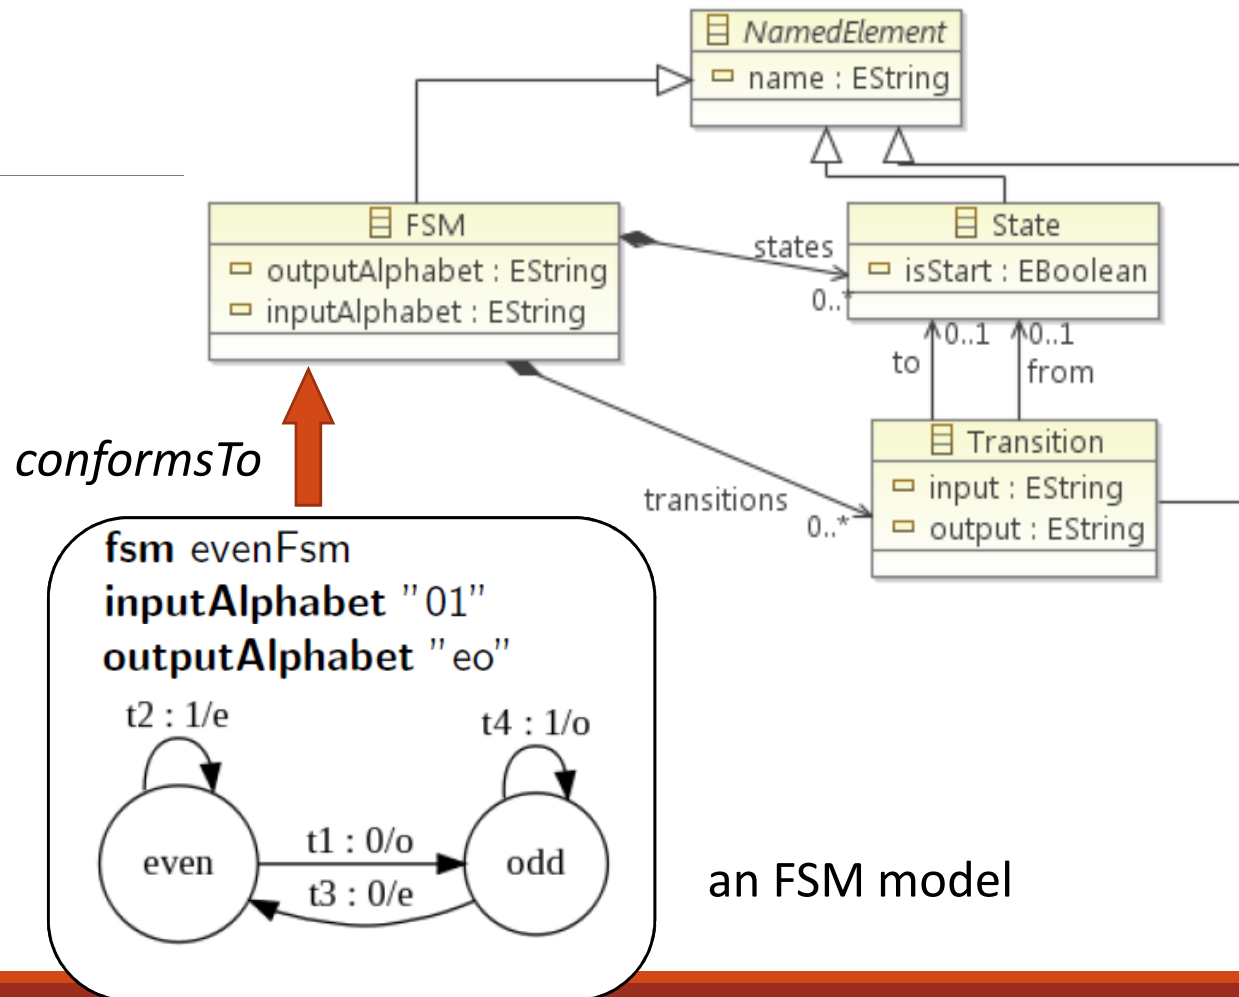 NamedElement
name : EString
FSM
outputAlphabet : EString
inputAlphabet : EString
states
0..*
State
isStart : EBoolean
to
0..1
0..1
from
Transition
input : EString
output : EString
transitions
0..*
conformsTo
fsm evenFsm
inputAlphabet "01"
outputAlphabet "eo"
t2 : 1/e
t4 : 1/o
even
t1 : 0/o
t3 : 0/e
odd
an FSM model